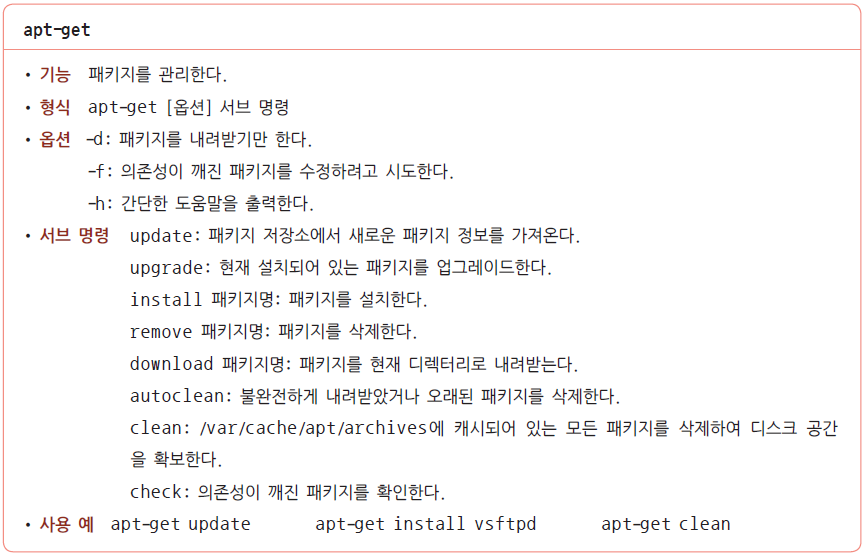 apt-get
• 기능 패키지를 관리한다.
• 형식 apt-get [옵션] 서브 명령
• 옵션 -d: 패키지를 내려받기만 한다.
-f: 의존성이 깨진 패키지를 수정하려고 시도한다.
-h: 간단한 도움말을 출력한다.
• 서브 명령 update: 패키지 저장소에서 새로운 패키지 정보를 가져온다.
upgrade: 현재 설치되어 있는 패키지를 업그레이드한다.
install 패키지명: 패키지를 설치한다.
remove 패키지명: 패키지를 삭제한다.
download 패키지명: 패키지를 현재 디렉터리로 내려받는다.
autoclean: 불완전하게 내려받았거나 오래된 패키지를 삭제한다.
clean: /var/cache/apt/archives에 캐시되어 있는 모든 패키지를 삭제하여 디스크 공간
을 확보한다.
check: 의존성이 깨진 패키지를 확인한다.
• 사용 예 apt-get update apt-get install vsftpd apt-get clean